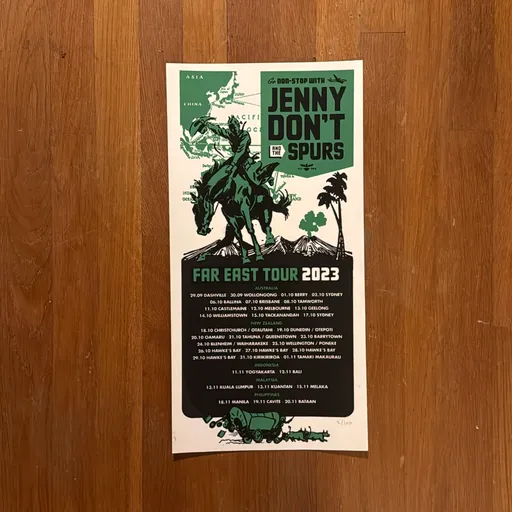 ASIA
CHINA
PACIFI
OC
Go NON-STOP WITH
JENNY
DON'T
AND THE SPURS
FAR EAST TOUR 2023
AUSTRALIA
29.09 DASHVILLE 30.09 WOLLONGONG 01.10 BERRY 02.10 SYDNEY
06.10 BALLINA 07.10 BRISBANE 08.10 TAMWORTH
11.10 CASTLEMAINE 12.10 MELBOURNE 13.10 GEELONG
14.10 WILLIAMSTOWN 15.10 YACKANANDAH 17.10 SYDNEY
NEW ZEALAND
18.10 CHRISTCHURCH / OTAUTAHI 19.10 DUNEDIN / OTEPOTI
20.10 OAMARU 21.10 TAHUNA / QUEENSTOWN 22.10 BARRYTOWN
24.10 BLENHEIM / WAIHARAKEKE 25.10 WELLINGTON / PONEKE
26.10 HAWKE'S BAY 27.10 HAWKE'S BAY 28.10 HAWKE'S BAY
29.10 HAWKE'S BAY 31.10 KIRIKIRIROA 01.11 TAMAKI MAKAURAU
INDONESIA
11.11 YOGYAKARTA 12.11 BALI
MALAYSIA
12.11 KUALA LUMPUR 13.11 KUANTAN 15.11 MELAKA
PHILIPPINES
18.11 MANILA 19.11 CAVITE 20.11 BATAAN